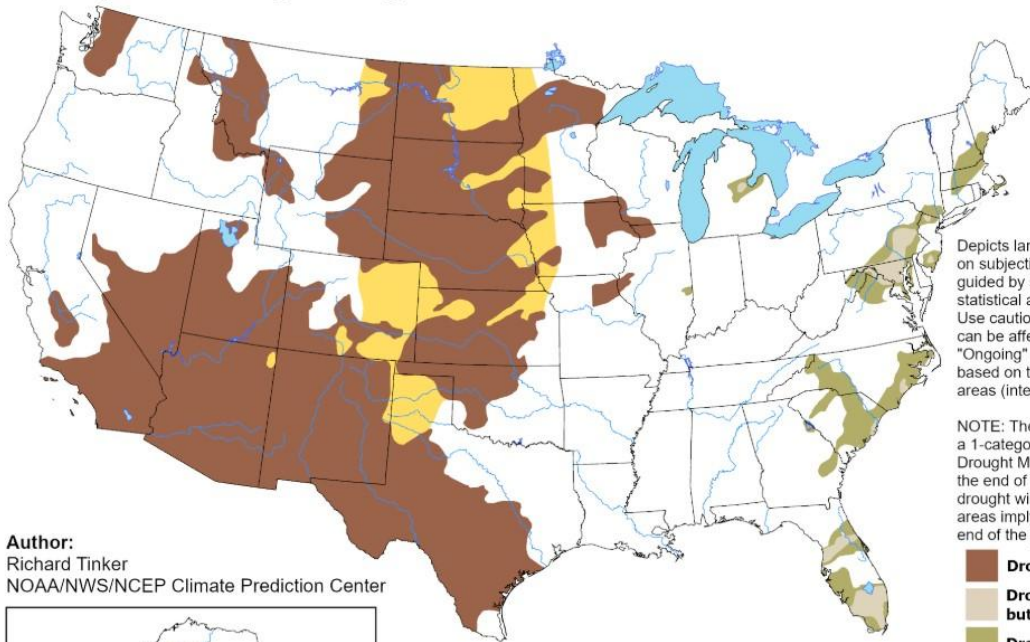 Depicts lar
on subjecti
guided by
statistical a
Use cautio
can be affe
"Ongoing"
based on t
areas (inte
NOTE: The
a 1-catego
Drought M
the end of
drought wi
areas impl
end of the
Author:
Richard Tinker
NOAA/NWS/NCEP Climate Prediction Center
Dro
Dro
but